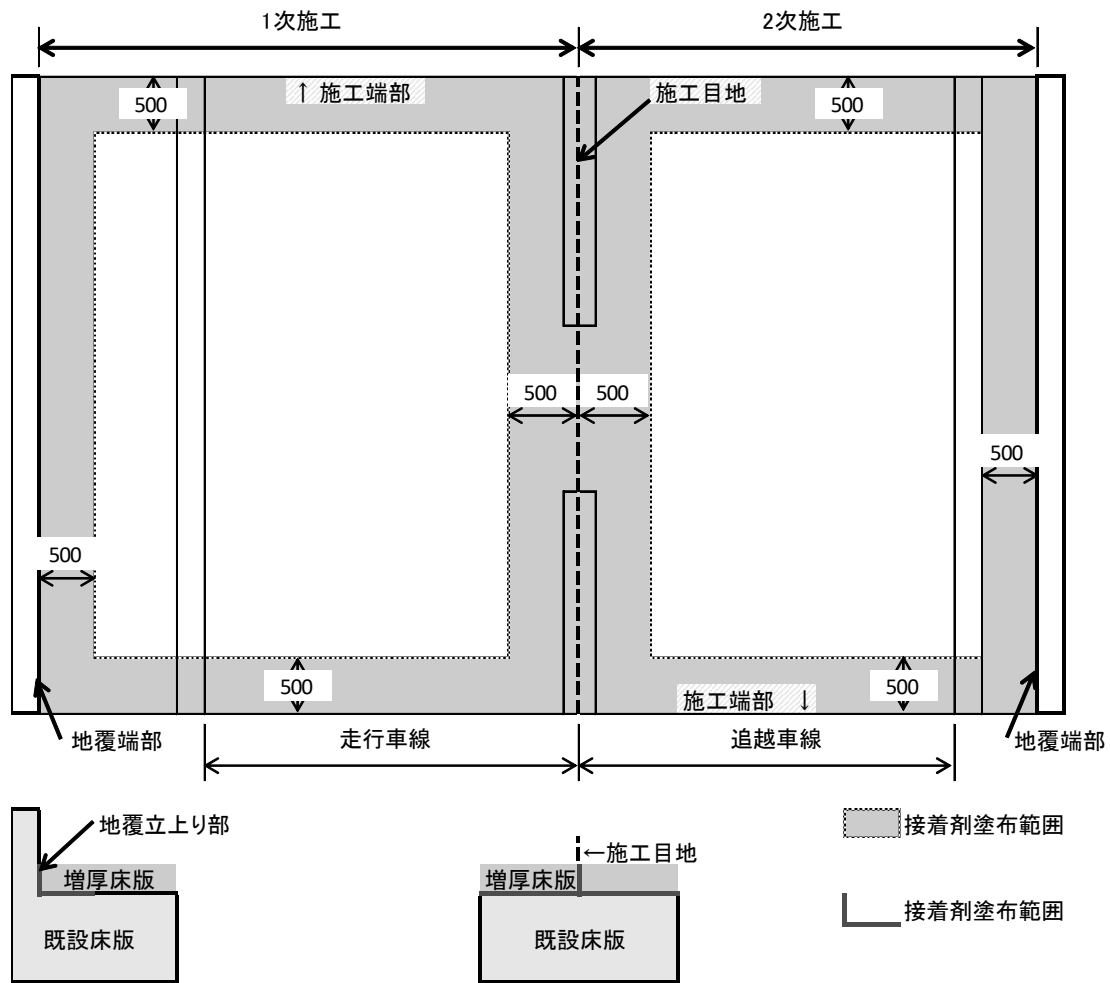 1次施工
2次施工
500
↑ 施工端部
施工目地
500
500
500
500
500
500
施工端部 ↓
500
地覆端部
走行車線
追越車線
地覆端部
地覆立上り部
増厚床版
既設床版
←施工目地
増厚床版
既設床版
接着剤塗布範囲
接着剤塗布範囲